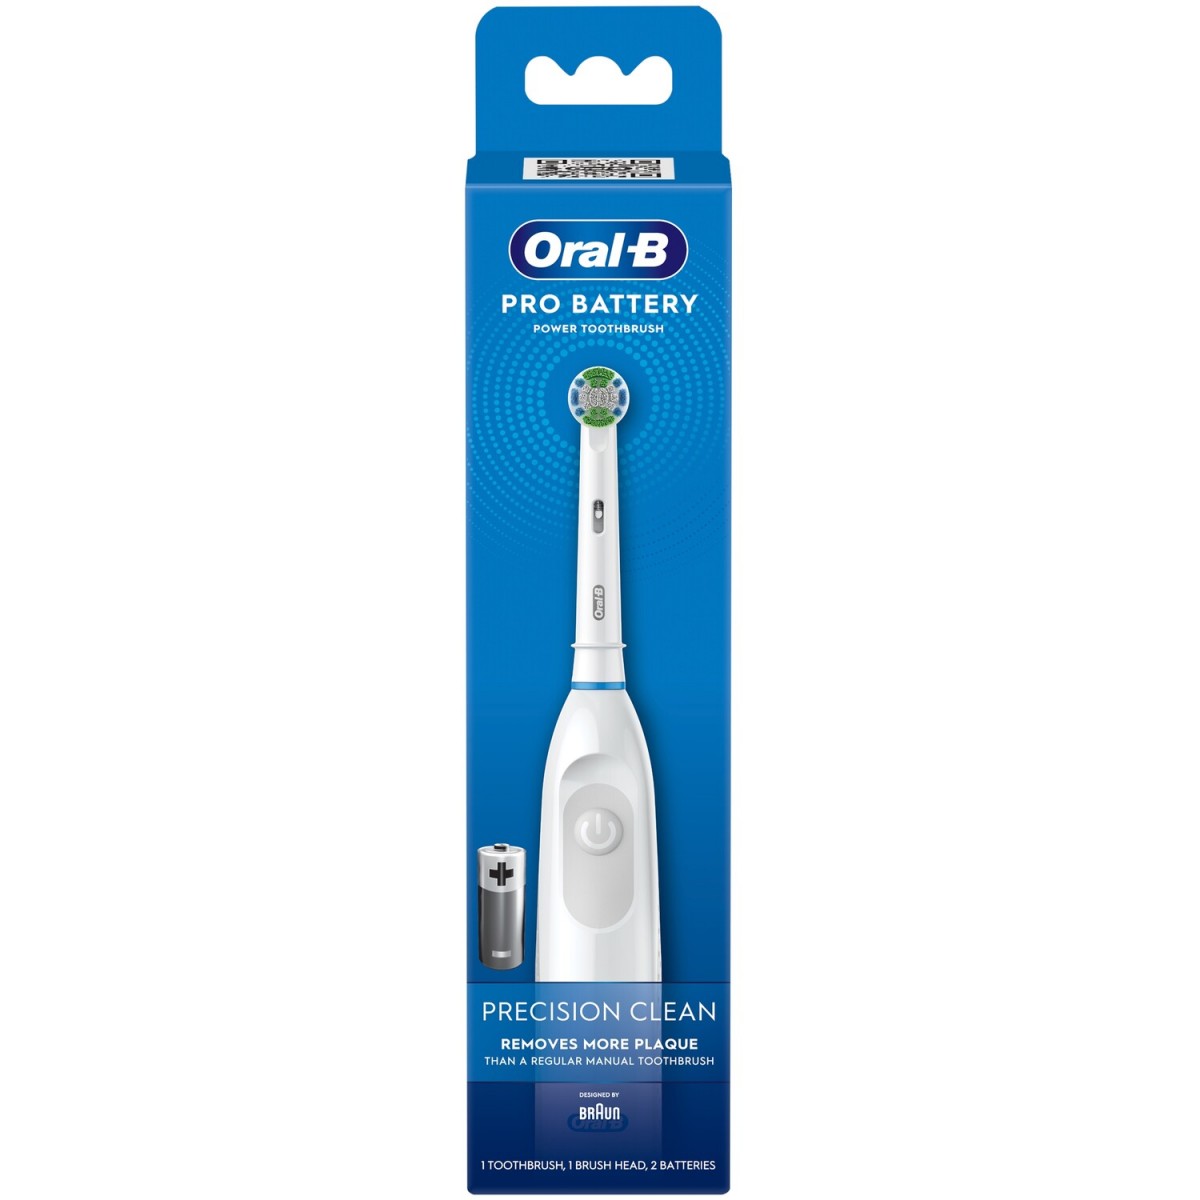 Oral-B
PRO BATTERY
POWER TOOTHBRUSH
Oral-B
PRECISION CLEAN
REMOVES MORE PLAQUE
THAN A REGULAR MANUAL TOOTHBRUSH
DESIGNED BY
BRAUN
Oral-B
1 TOOTHBRUSH, 1 BRUSH HEAD, 2 BATTERIES